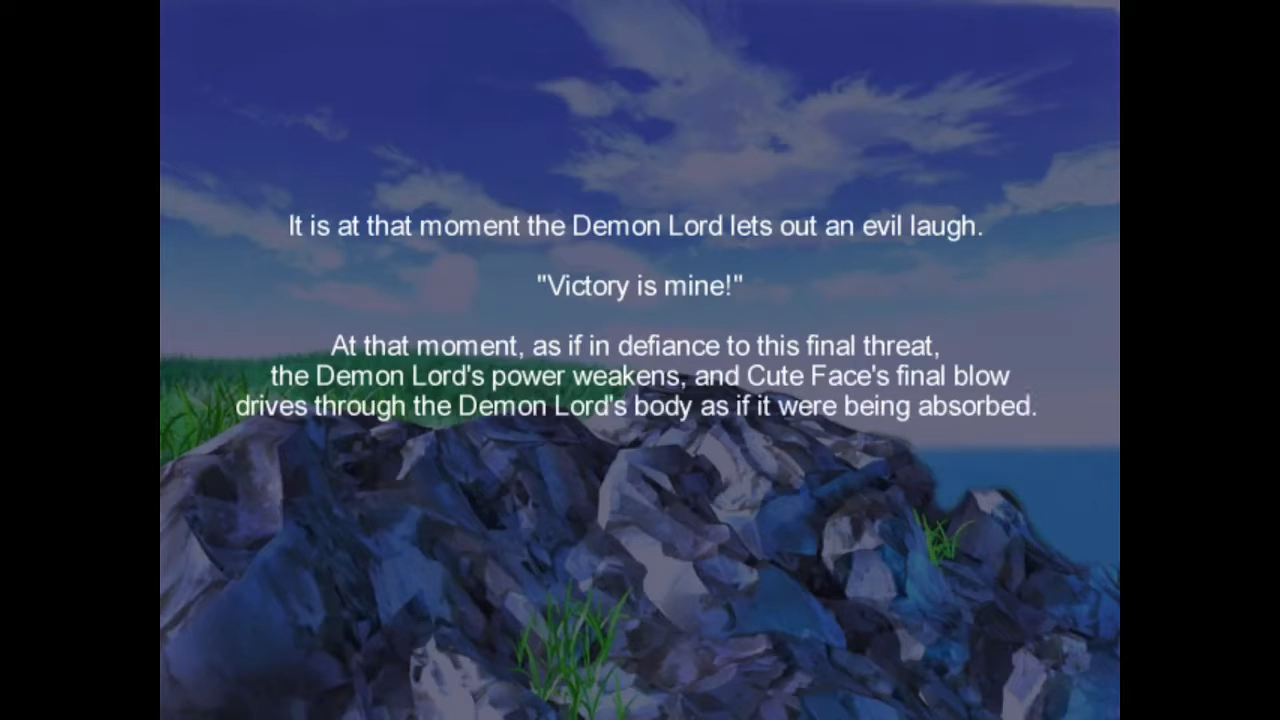 It is at that moment the Demon Lord lets out an evil laugh.
"Victory is mine!"
At that moment, as if in defiance to this final threat,
the Demon Lord's power weakens, and Cute Face's final blow
drives through the Demon Lord's body as if it were being absorbed.